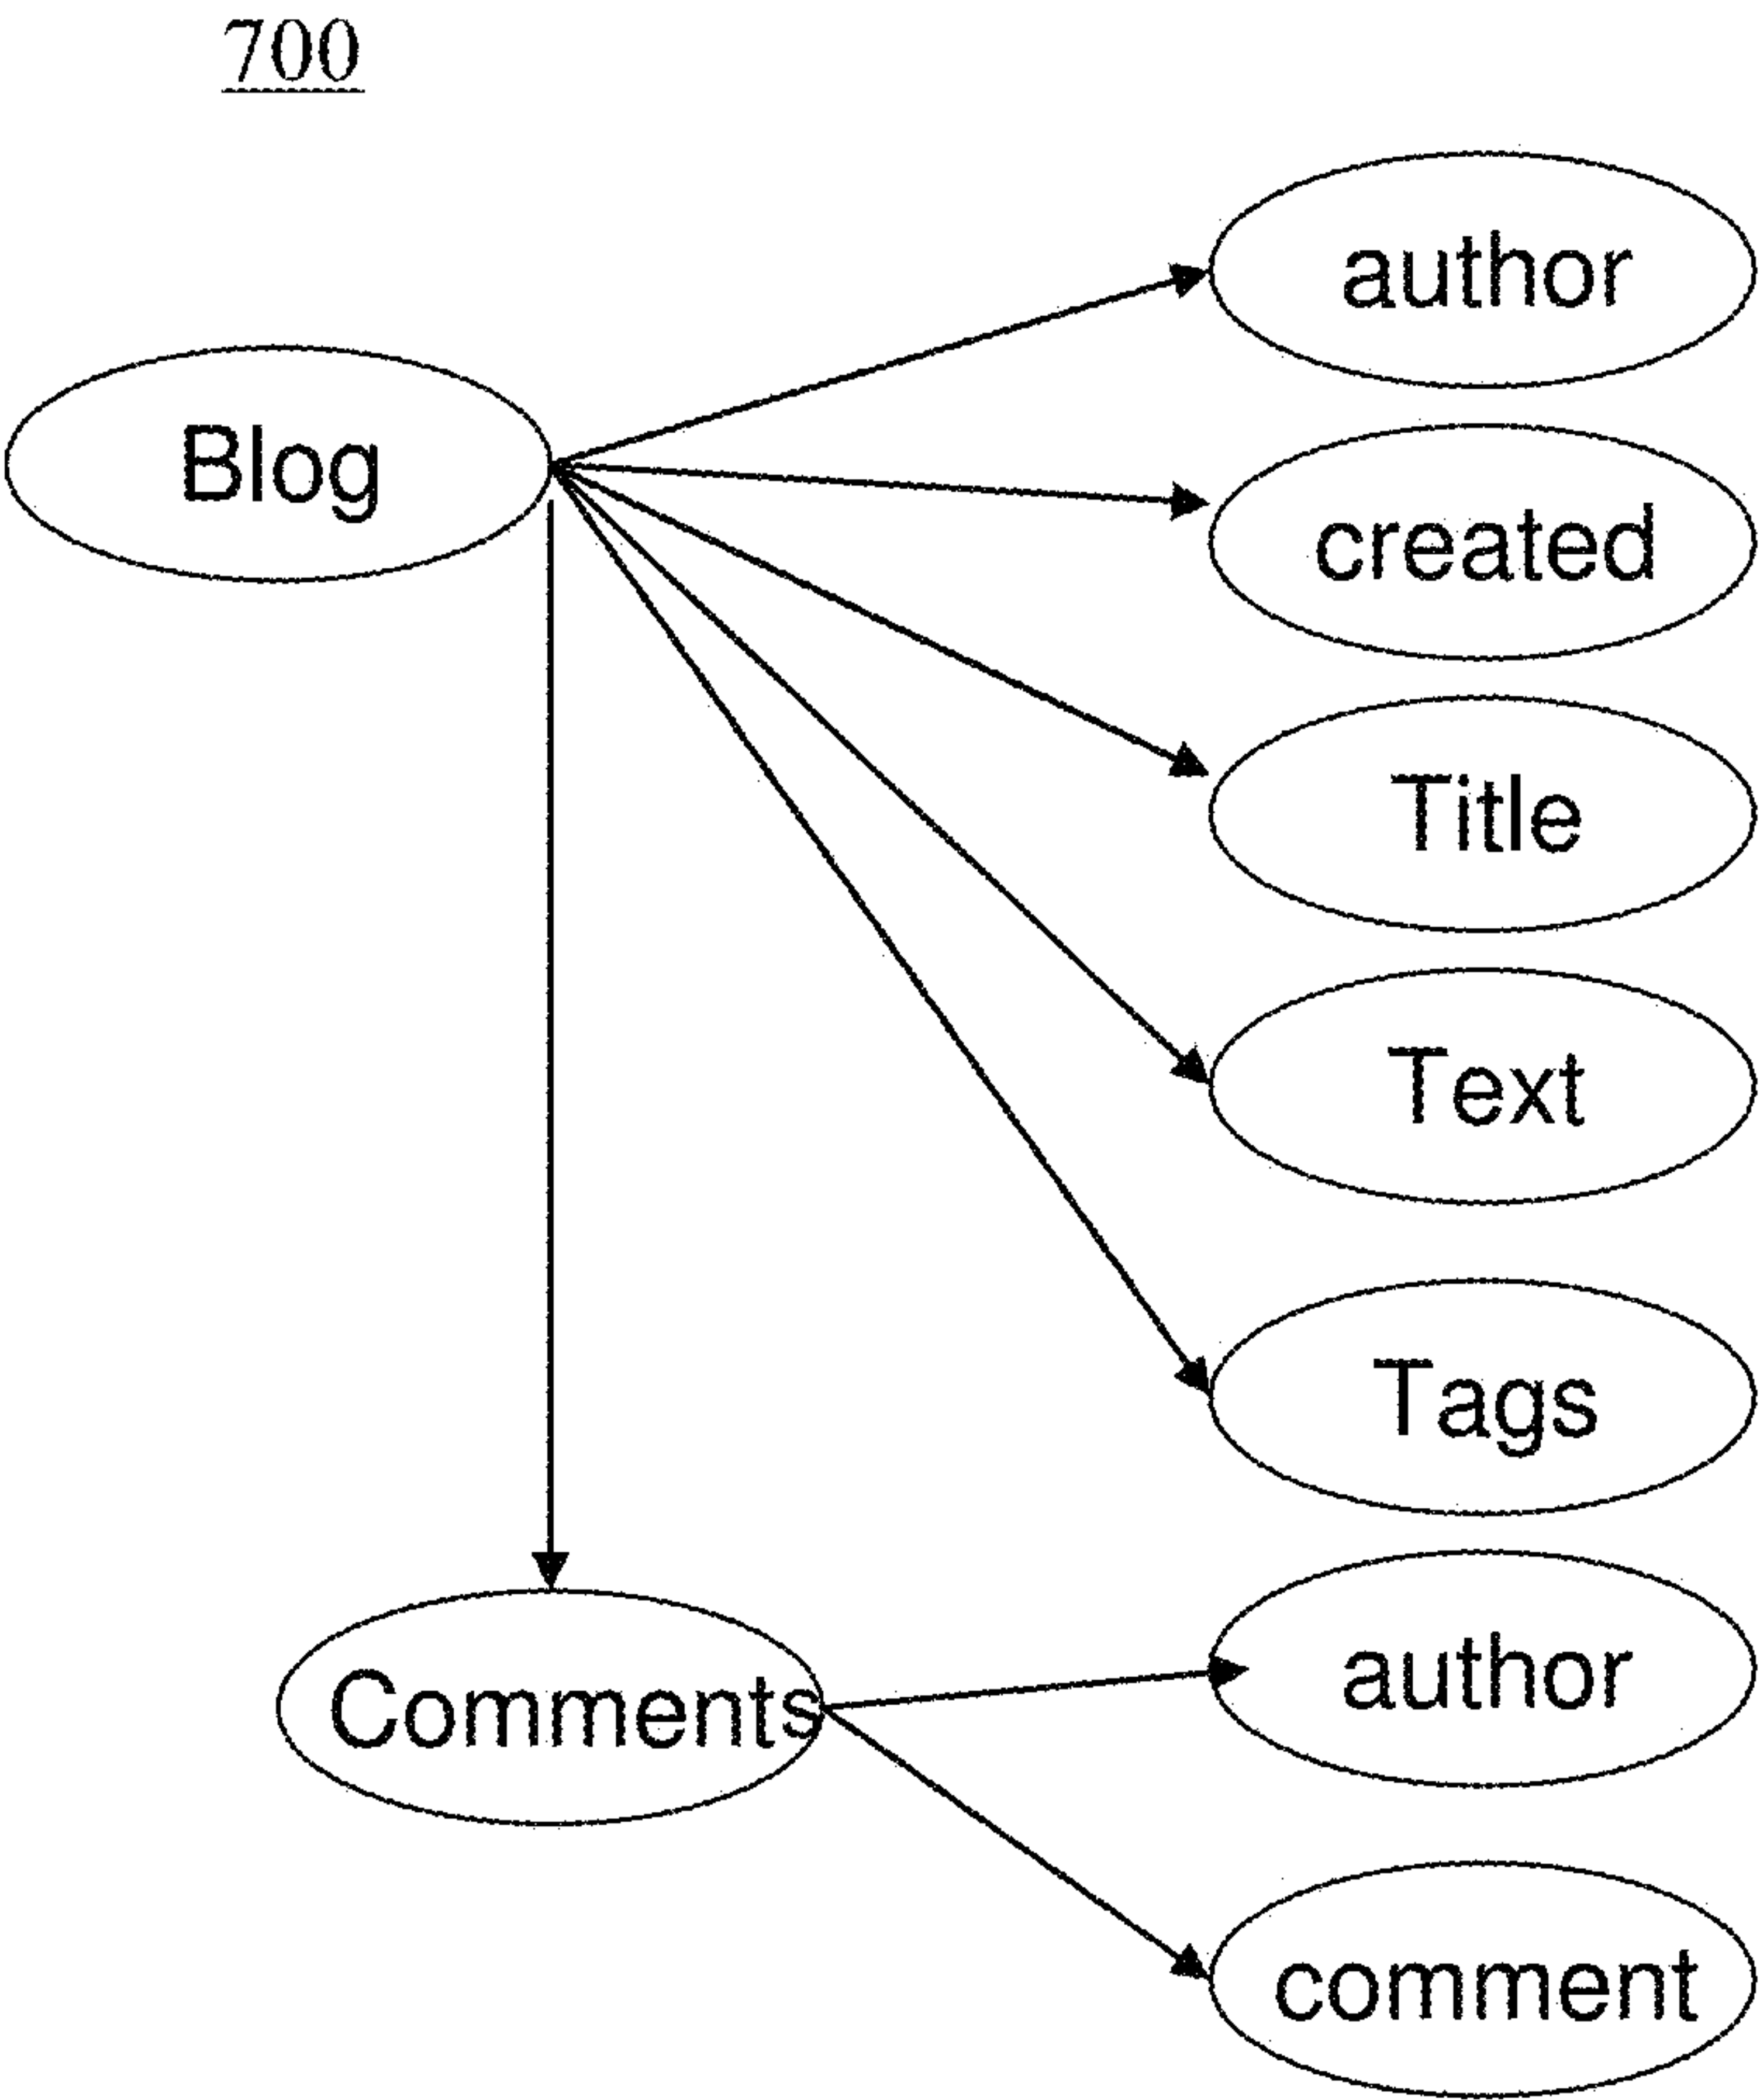 700
author
Blog
created
Title
Text
Tags
Comments
author
comment